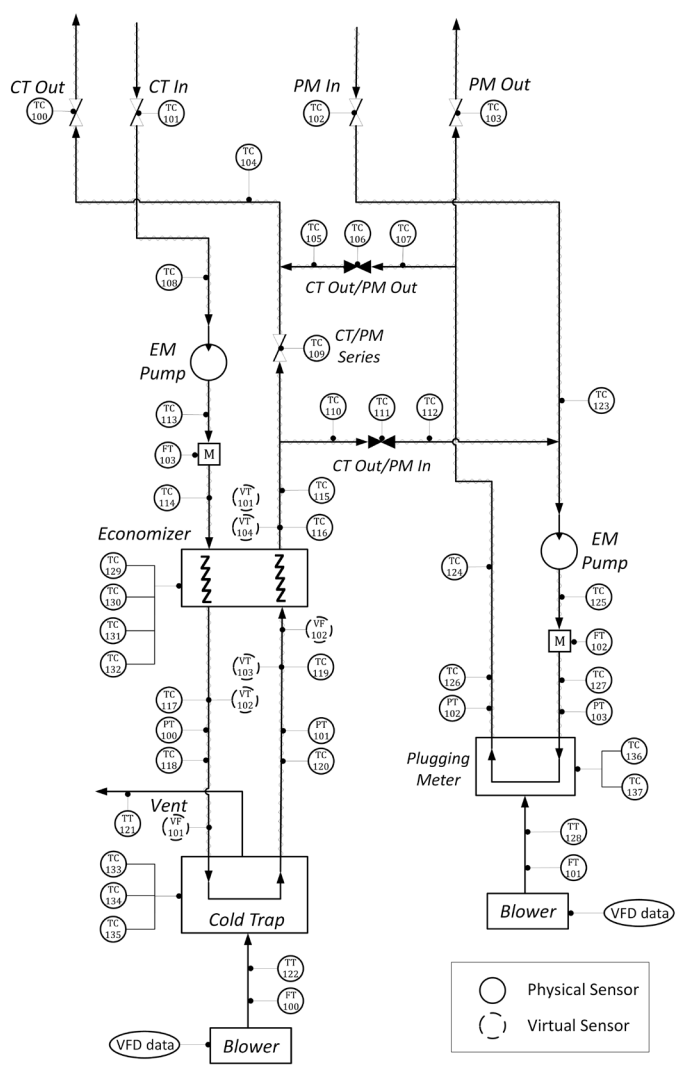 CT Out
CT In
PM In
PM Out
TC
100
TC
101
TC
102
TC
103
TC
104
TC
105
TC
106
TC
107
CT Out/PM Out
TC
108
EM
Pump
TC
109
CT/PM
Series
TC
110
TC
111
TC
112
CT Out/PM In
TC
123
TC
113
FT
103
M
TC
114
VT
101
TC
115
VT
104
TC
116
Economizer
TC
129
TC
130
TC
131
TC
132
EM
Pump
TC
124
TC
125
M
FT
102
VF
102
VT
103
TC
119
TC
126
TC
127
TC
117
VT
102
PT
102
PT
103
PT
100
PT
101
TC
118
TC
120
Plugging
Meter
TC
136
TC
137
Vent
TT
121
VF
101
TT
128
FT
101
TC
133
TC
134
TC
135
Cold Trap
Blower
VFD data
TT
122
FT
100
VFD data
Blower
Physical Sensor
Virtual Sensor